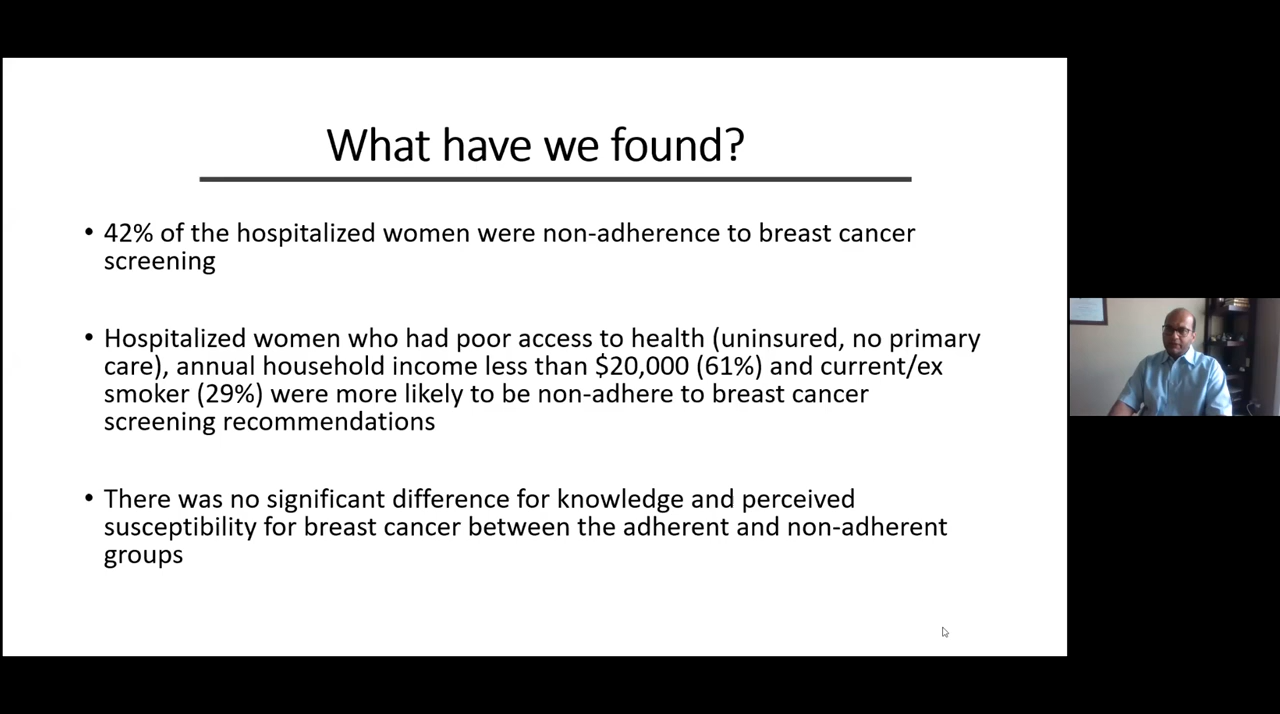 What have we found?
• 42% of the hospitalized women were non-adherence to breast cancer
screening
• Hospitalized women who had poor access to health (uninsured, no primary
care), annual household income less than $20,000 (61%) and current/ex
smoker (29%) were more likely to be non-adhere to breast cancer
screening recommendations
• There was no significant difference for knowledge and perceived
susceptibility for breast cancer between the adherent and non-adherent
groups